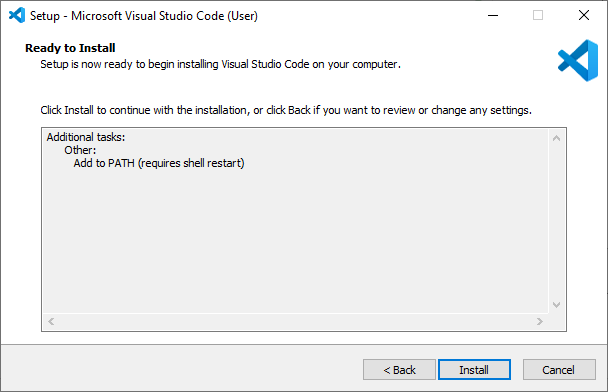 Setup - Microsoft Visual Studio Code (User)
Ready to Install
Setup is now ready to begin installing Visual Studio Code on your computer.
Click Install to continue with the installation, or click Back if you want to review or change any settings.
Additional tasks:
Other:
Add to PATH (requires shell restart)
< Back
Install
Cancel